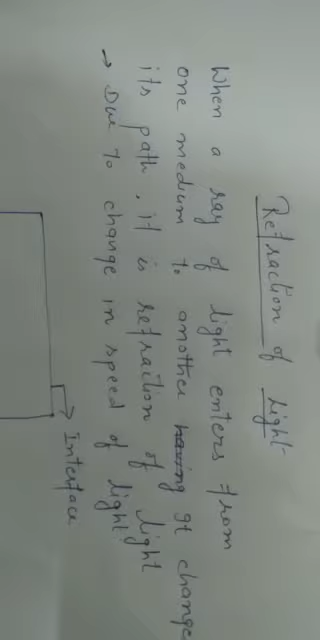 Refraction of light
When a ray of light enters from
one medium to another having it change
its path, it is refraction of light
→ Due to change in speed of light
Interface